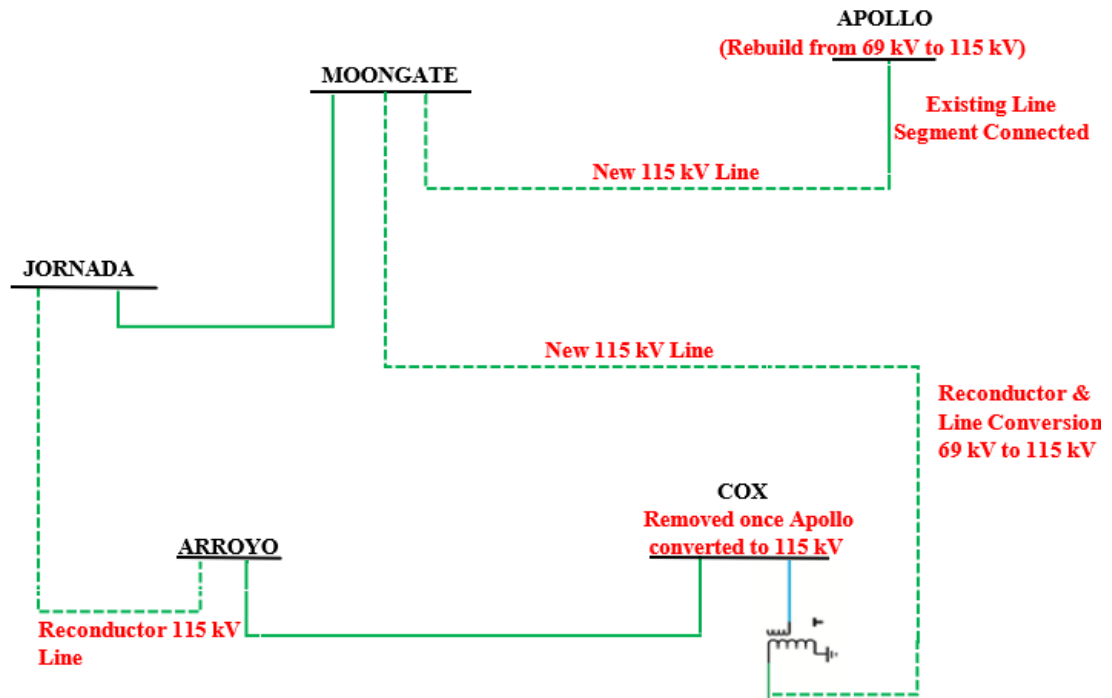 APOLLO
(Rebuild from 69 kV to 115 kV)
MOONGATE
Existing Line
Segment Connected
New 115 kV Line
JORNADA
New 115 kV Line
Reconductor &
Line Conversion
69 kV to 115 kV
COX
Removed once Apollo
converted to 115 kV
ARROYO
Reconductor 115 kV
Line